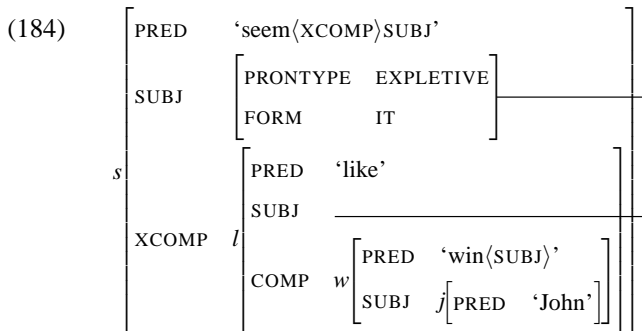 (184)
PRED ‘seem⟨XCOMP⟩SUBJ’
PRONTYPE EXPLETIVE
SUBJ
FORM IT
s
PRED ‘like’
SUBJ
XCOMP l
PRED ‘win⟨SUBJ⟩’
COMP w
SUBJ j[PRED ‘John’]